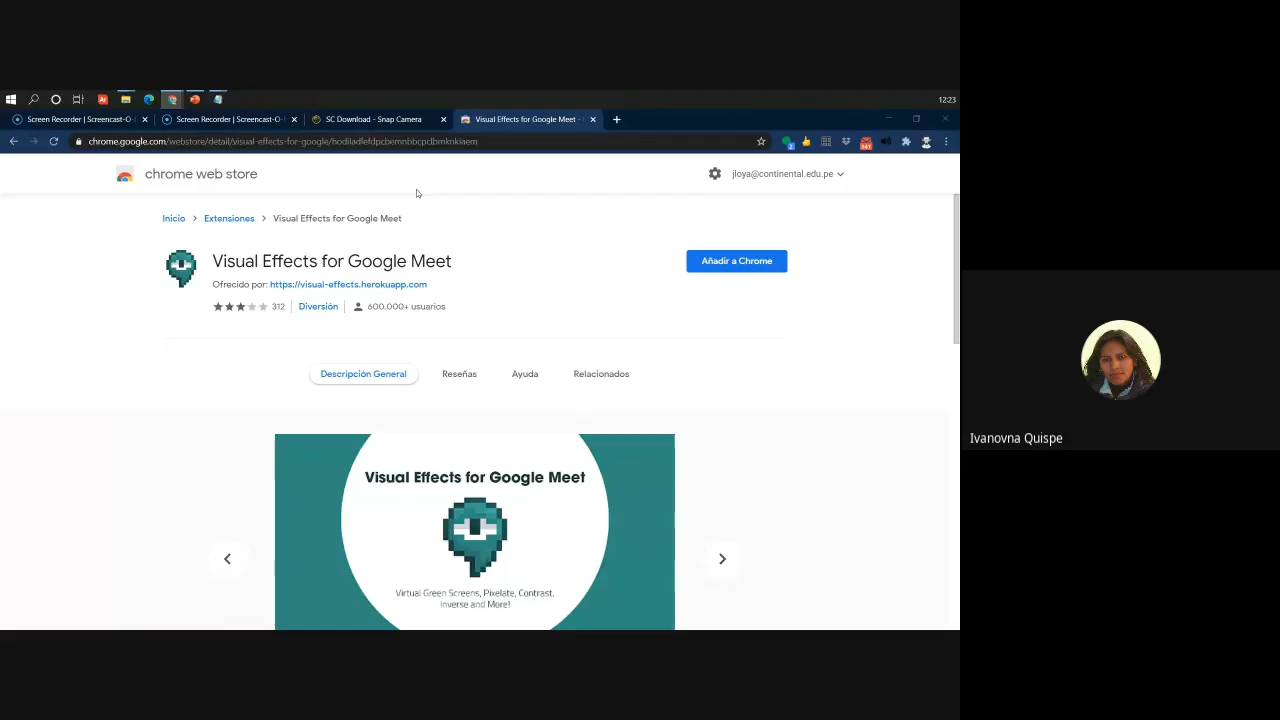 12:23
Screen Recorder | Screencast-O-
Screen Recorder | Screencast-O-
SC Download - Snap Camera
Visual Effects for Google Meet -
chrome.google.com/webstore/detail/visual-effects-for-google/hodiladlefdpcbemnbbcpclbmknkiaem
chrome web store
jloya@continental.edu.pe
Inicio
Extensiones
Visual Effects for Google Meet
Visual Effects for Google Meet
Añadir a Chrome
Ofrecido por: https://visual-effects.herokuapp.com
312
Diversión
600.000+ usuarios
Descripción General
Reseñas
Ayuda
Relacionados
Ivanovna Quispe
Visual Effects for Google Meet
Virtual Green Screens, Pixelate, Contrast,
Inverse and More!